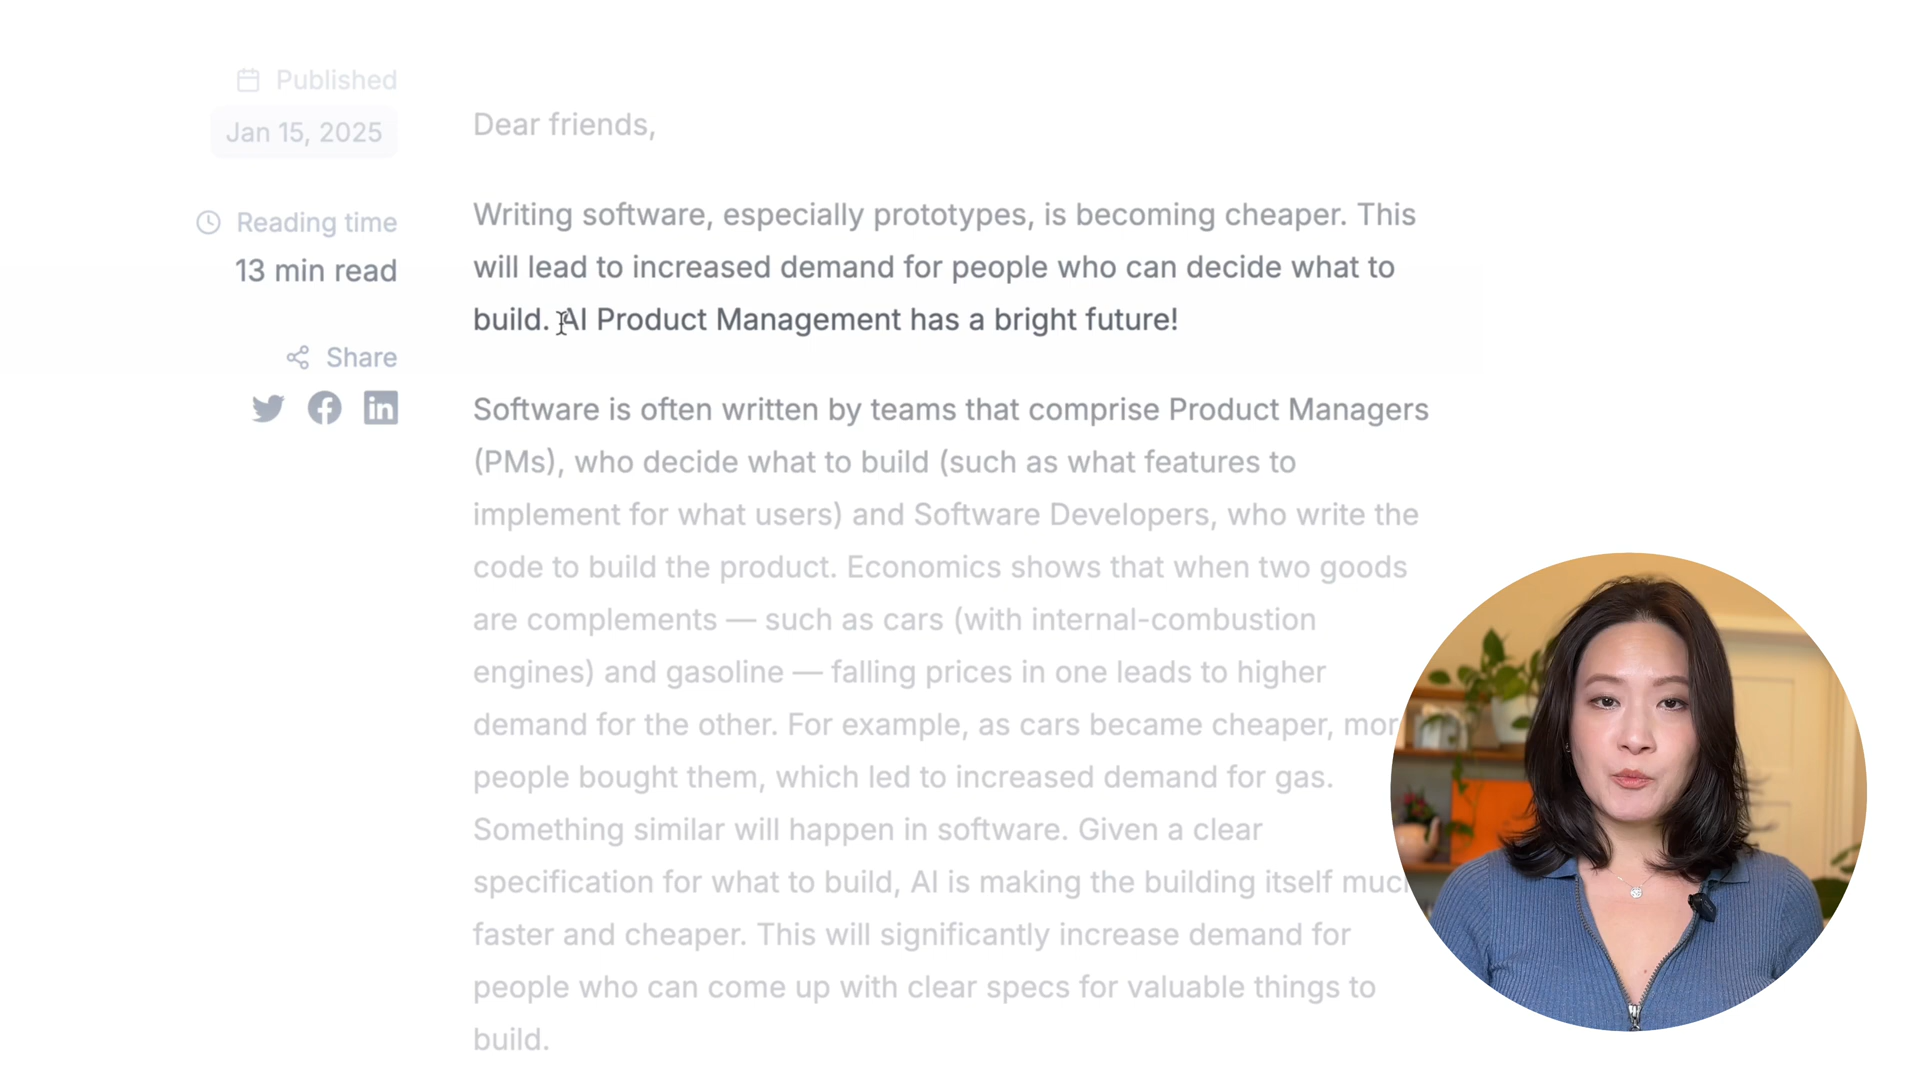 Published
Jan 15, 2025
Reading time
13 min read
Share
Dear friends,
Writing software, especially prototypes, is becoming cheaper. This
will lead to increased demand for people who can decide what to
build. AI Product Management has a bright future!
Software is often written by teams that comprise Product Managers
(PMs), who decide what to build (such as what features to
implement for what users) and Software Developers, who write the
code to build the product. Economics shows that when two goods
are complements — such as cars (with internal-combustion
engines) and gasoline — falling prices in one leads to higher
demand for the other. For example, as cars became cheaper, mor
people bought them, which led to increased demand for gas.
Something similar will happen in software. Given a clear
specification for what to build, AI is making the building itself muc
faster and cheaper. This will significantly increase demand for
people who can come up with clear specs for valuable things to
build.